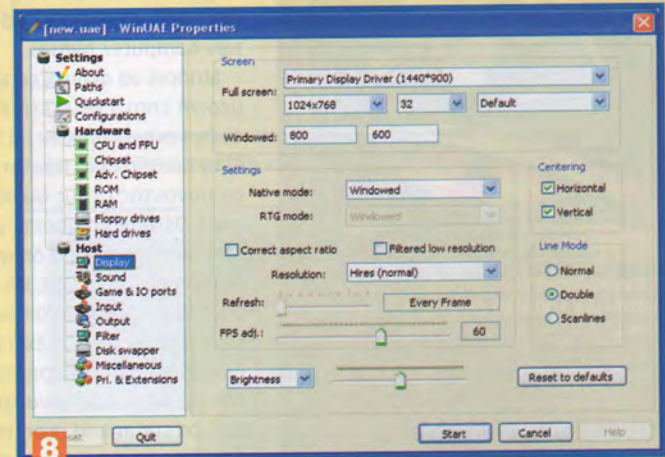 [new.uae] - WinUAE Properties
Settings
About
Paths
Quickstart
Configurations
Hardware
CPU and FPU
Chipset
Adv. Chipset
ROM
RAM
Floppy drives
Hard drives
Host
Display
Sound
Game & IO ports
Input
Output
Filter
Disk swapper
Miscellaneous
Pri. & Extensions
Screen
Full screen:
Primary Display Driver (1440*900)
1024x768 32 Default
Windowed: 800 600
Settings
Native mode: Windowed
RTG mode: Windowed
Correct aspect ratio Filtered low resolution
Resolution: Hires (normal)
Refresh: Every Frame
FPS adj.: 60
Centering
Horizontal
Vertical
Line Mode
Normal
Double
Scanlines
Brightness Reset to defaults
8 Quit Start Cancel Help